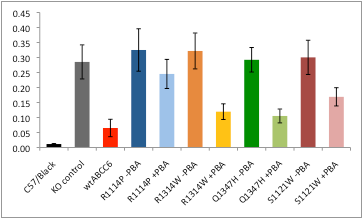 0.45
0.40
0.35
0.30
0.25
0.20
0.15
0.10
0.05
0.00
C57/Black
KO control
wtABCC6
R1114P -PBA
R1114P +PBA
R1314W -PBA
R1314W +PBA
Q1347H -PBA
Q1347H +PBA
S1121W -PBA
S1121W +PBA